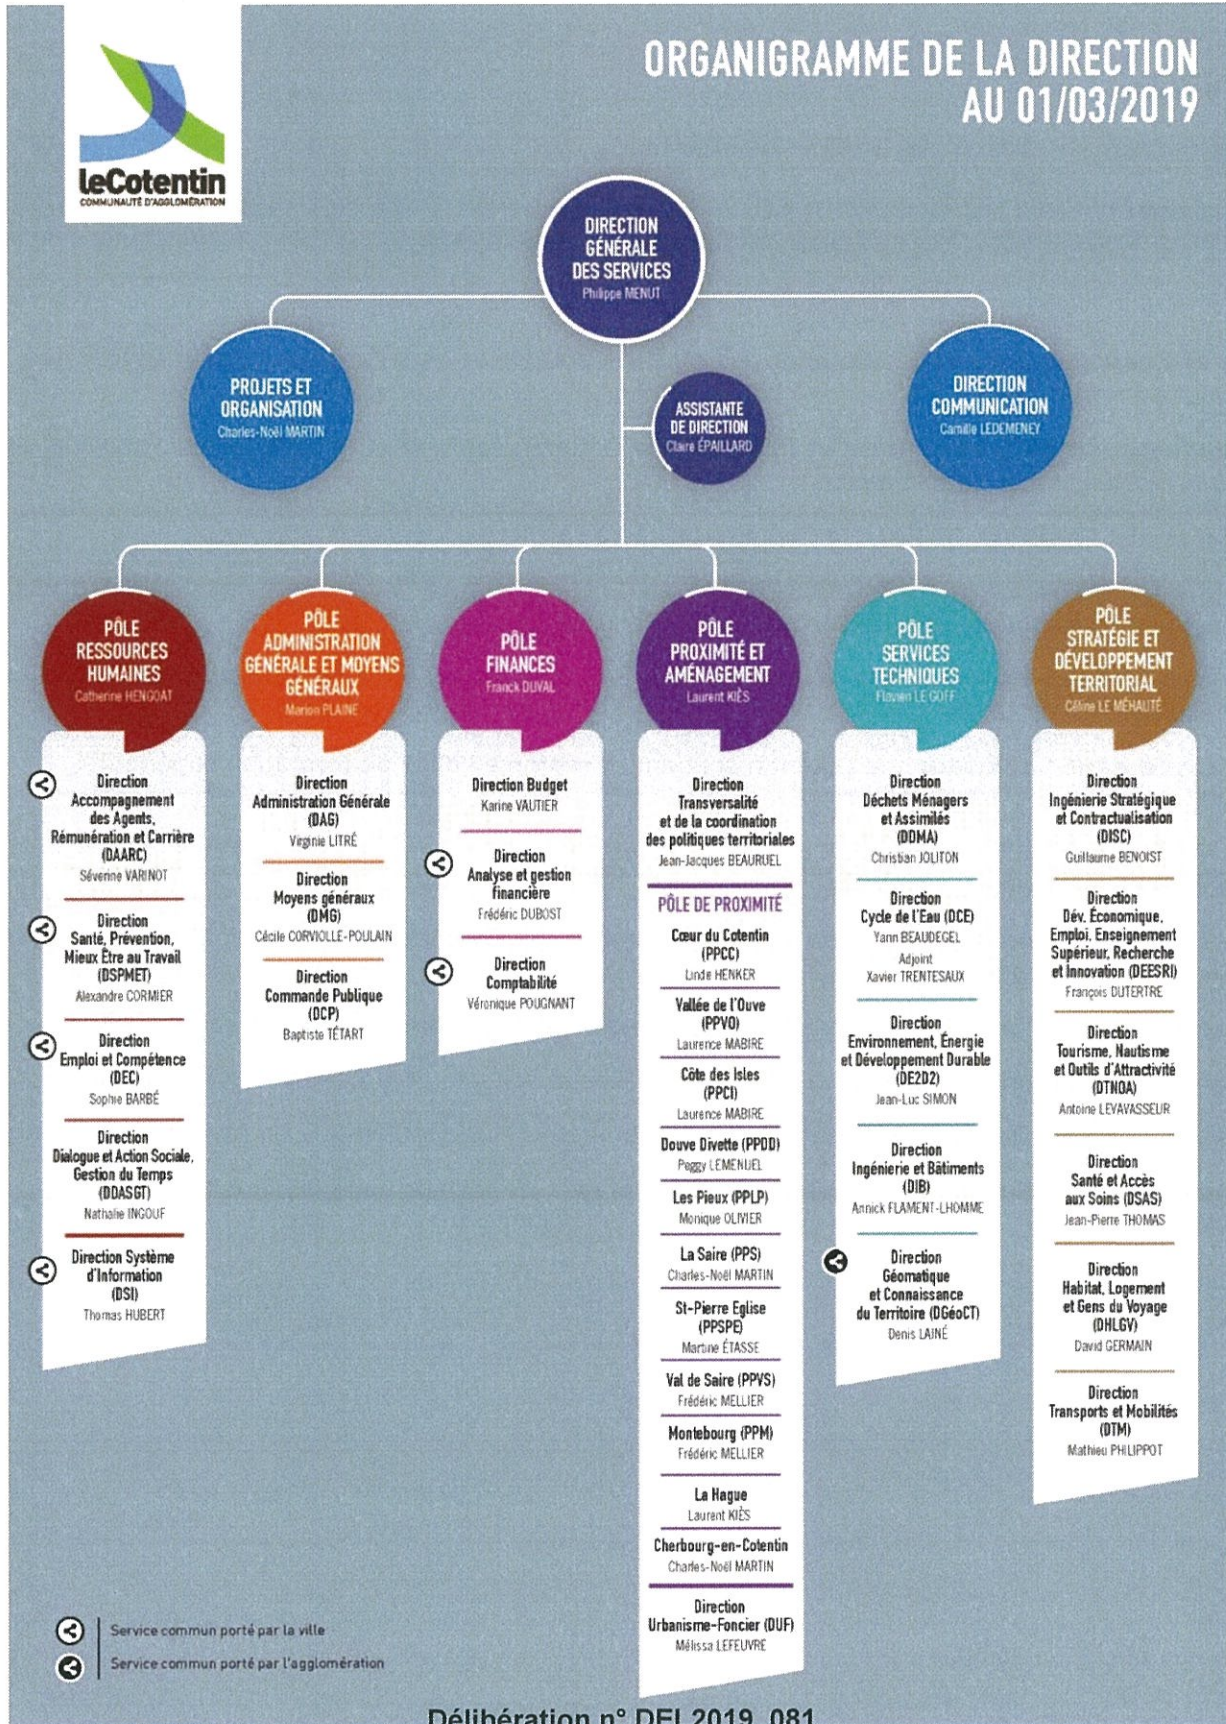 ORGANIGRAMME DE LA DIRECTION
AU 01/03/2019
leCotentin
COMMUNAUTÉ D'AGGLOMÉRATION
DIRECTION
GÉNÉRALE
DES SERVICES
Philippe MENUT
PROJETS ET
ORGANISATION
Charles-Noël MARTIN
ASSISTANTE
DE DIRECTION
Claire ÉPAILLARD
DIRECTION
COMMUNICATION
Camille LEDEMENEY
PÔLE
RESSOURCES
HUMAINES
Catherine HENGOAT
Direction
Accompagnement
des Agents,
Rémunération et Carrière
(DAARC)
Séverine VARINOT
Direction
Santé, Prévention,
Mieux Être au Travail
(DSPMET)
Alexandre CORMIER
Direction
Emploi et Compétence
(DEC)
Sophie BARBÉ
Direction
Dialogue et Action Sociale,
Gestion du Temps
(DDASGT)
Nathalie INGOUF
Direction Système
d'Information
(DSI)
Thomas HUBERT
PÔLE
ADMINISTRATION
GÉNÉRALE ET MOYENS
GÉNÉRAUX
Marion PLAINE
Direction
Administration Générale
(DAG)
Virginie LITRÉ
Direction
Moyens généraux
(DMG)
Cécile CORVIOLLE-POULAIN
Direction
Commande Publique
(DCP)
Baptiste TÉTART
PÔLE
FINANCES
Franck DUVAL
Direction Budget
Karine VAUTIER
Direction
Analyse et gestion
financière
Frédéric DUBOST
Direction
Comptabilité
Véronique POUGNANT
PÔLE
PROXIMITÉ ET
AMÉNAGEMENT
Laurent KIÈS
Direction
Transversalité
et de la coordination
des politiques territoriales
Jean-Jacques BEAURUEL
PÔLE DE PROXIMITÉ
Cœur du Cotentin
(PPCC)
Linda HENKER
Vallée de l'Ouve
(PPVO)
Laurence MABIRE
Côte des Isles
(PPCI)
Laurence MABIRE
Douve Divette (PPDD)
Peggy LEMENUEL
Les Pieux (PPLP)
Monique OLIVIER
La Saire (PPS)
Charles-Noël MARTIN
St-Pierre Eglise
(PPSPE)
Martine ÉTASSE
Val de Saire (PPVS)
Frédéric MELLIER
Montebourg (PPM)
Frédéric MELLIER
La Hague
Laurent KIÈS
Cherbourg-en-Cotentin
Charles-Noël MARTIN
Direction
Urbanisme-Foncier (DUF)
Mélissa LEFEUVRE
PÔLE
SERVICES
TECHNIQUES
Flavien LE GOFF
Direction
Déchets Ménagers
et Assimilés
(DDMA)
Christian JOLITON
Direction
Cycle de l'Eau (DCE)
Yann BEAUDEGEL
Adjoint
Xavier TRENTESAUX
Direction
Environnement, Énergie
et Développement Durable
(DE2D2)
Jean-Luc SIMON
Direction
Ingénierie et Bâtiments
(DIB)
Annick FLAMENT-LHOMME
Direction
Géomatique
et Connaissance
du Territoire (DGéoCT)
Denis LAINÉ
PÔLE
STRATÉGIE ET
DÉVELOPPEMENT
TERRITORIAL
Céline LE MÉHAUTÉ
Direction
Ingénierie Stratégique
et Contractualisation
(DISC)
Guillaume BENOIST
Direction
Dév. Économique,
Emploi, Enseignement
Supérieur, Recherche
et Innovation (DEESRI)
François DUTERTRE
Direction
Tourisme, Nautisme
et Outils d'Attractivité
(DTNOA)
Antoine LEVAVASSEUR
Direction
Santé et Accès
aux Soins (DSAS)
Jean-Pierre THOMAS
Direction
Habitat, Logement
et Gens du Voyage
(DHLGV)
David GERMAIN
Direction
Transports et Mobilités
(DTM)
Mathieu PHILIPPOT
Service commun porté par la ville
Service commun porté par l'agglomération
Délibération n° DEL2019_081